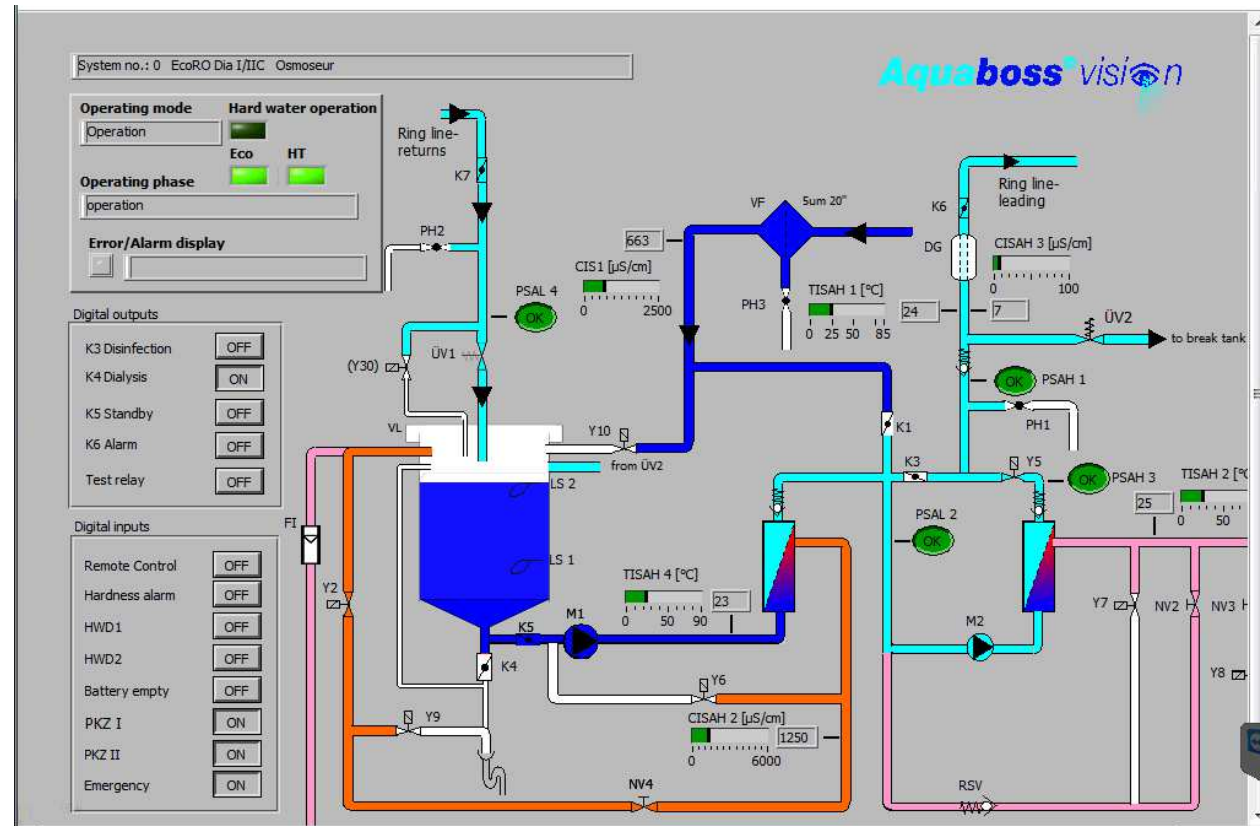 System no.: 0 EcoRO Dia I/IIC Osmoseur
Aquaboss® vision
Operating mode
Hard water operation
Operation
Eco
HT
Operating phase
operation
Error/Alarm display
Digital outputs
K3 Disinfection
OFF
K4 Dialysis
ON
K5 Standby
OFF
K6 Alarm
OFF
Test relay
OFF
Digital inputs
Remote Control
OFF
Hardness alarm
OFF
HWD1
OFF
HWD2
OFF
Battery empty
OFF
PKZ I
ON
PKZ II
ON
Emergency
ON
Ring line-
returns
K7
PH2
PSAL 4
OK
(Y30)
ÜV1
VL
Y10
from ÜV2
LS 2
LS 1
FI
Y2
Y9
K4
K5
M1
NV4
663
CIS1 [µS/cm]
0
2500
VF
5um 20"
PH3
TISAH 1 [°C]
0 25 50 85
24
7
Ring line-
leading
K6
DG
CISAH 3 [µS/cm]
0
100
ÜV2
to break tank
OK
PSAH 1
PH1
K1
K3
Y5
OK
PSAH 3
TISAH 2 [°C
25
0
50
PSAL 2
OK
TISAH 4 [°C]
0
50
90
23
Y6
CISAH 2 [µS/cm]
1250
0
6000
M2
Y7
NV2
NV3
Y8
RSV